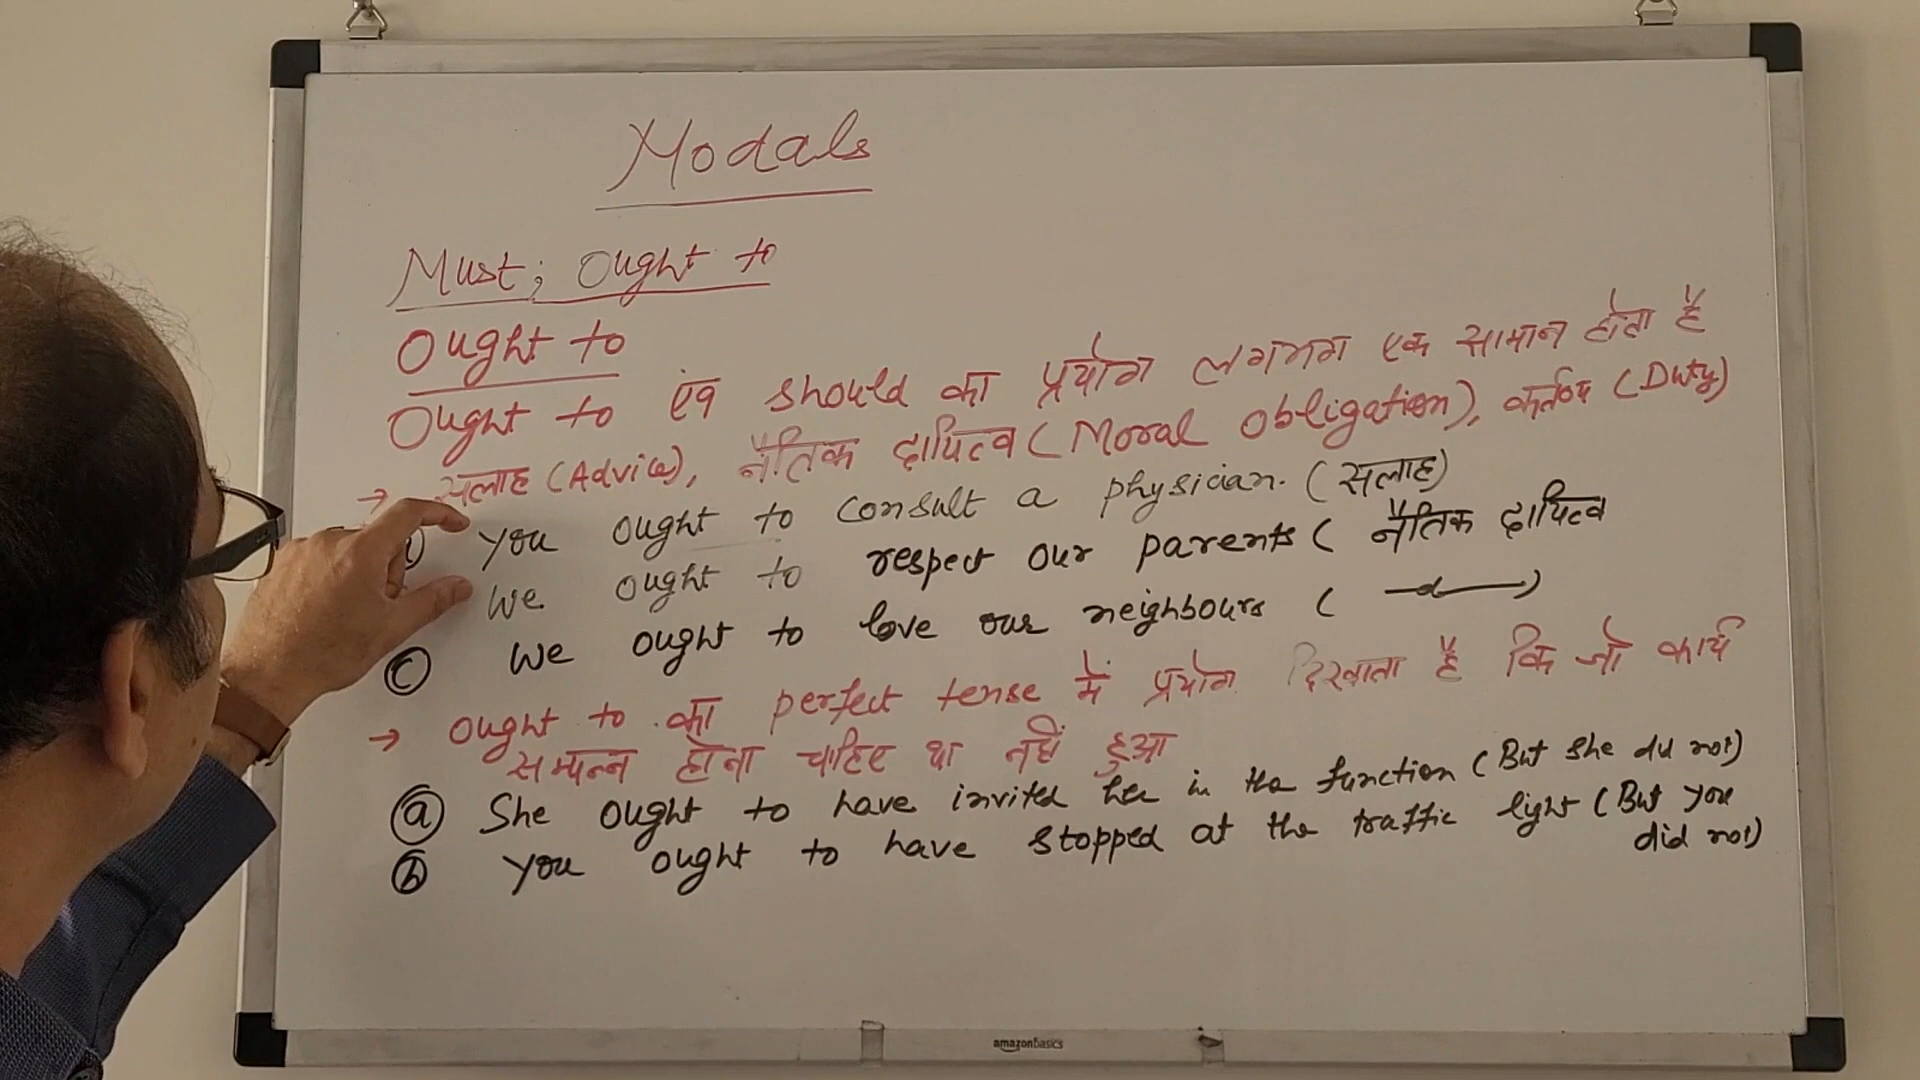 Modals
Must; Ought to
Ought to
Ought to एंव should का प्रयोग लगभग एक सामान होता है
→ सलाह (Advice), नैतिक दायित्व (Moral Obligation), कर्तव्य (Duty)
You ought to consult a physician. (सलाह)
We ought to respect our parents ( नैतिक दायित्व
ⓒ We ought to love our neighbours ( —d—)
→ ought to का perfect tense में प्रयोग दिखाता है कि जो कार्य
सम्पन्न होना चाहिए था नहीं हुआ
ⓐ She ought to have invited her in the function (But she did not)
ⓑ You ought to have stopped at the traffic light (But you
did not)
amazonbasics